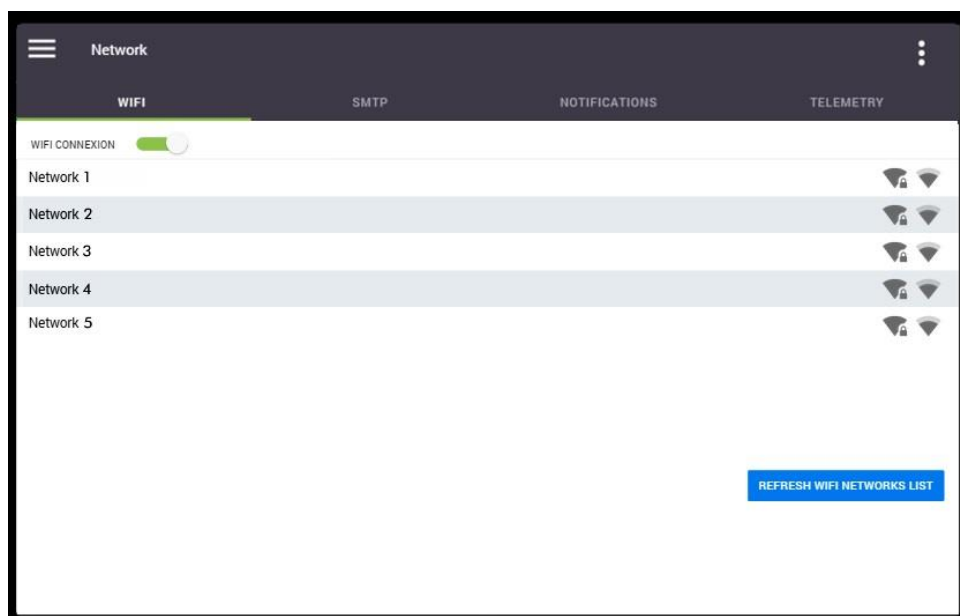 Network
WIFI SMTP NOTIFICATIONS TELEMETRY
WIFI CONNEXION
Network 1
Network 2
Network 3
Network 4
Network 5
REFRESH WIFI NETWORKS LIST